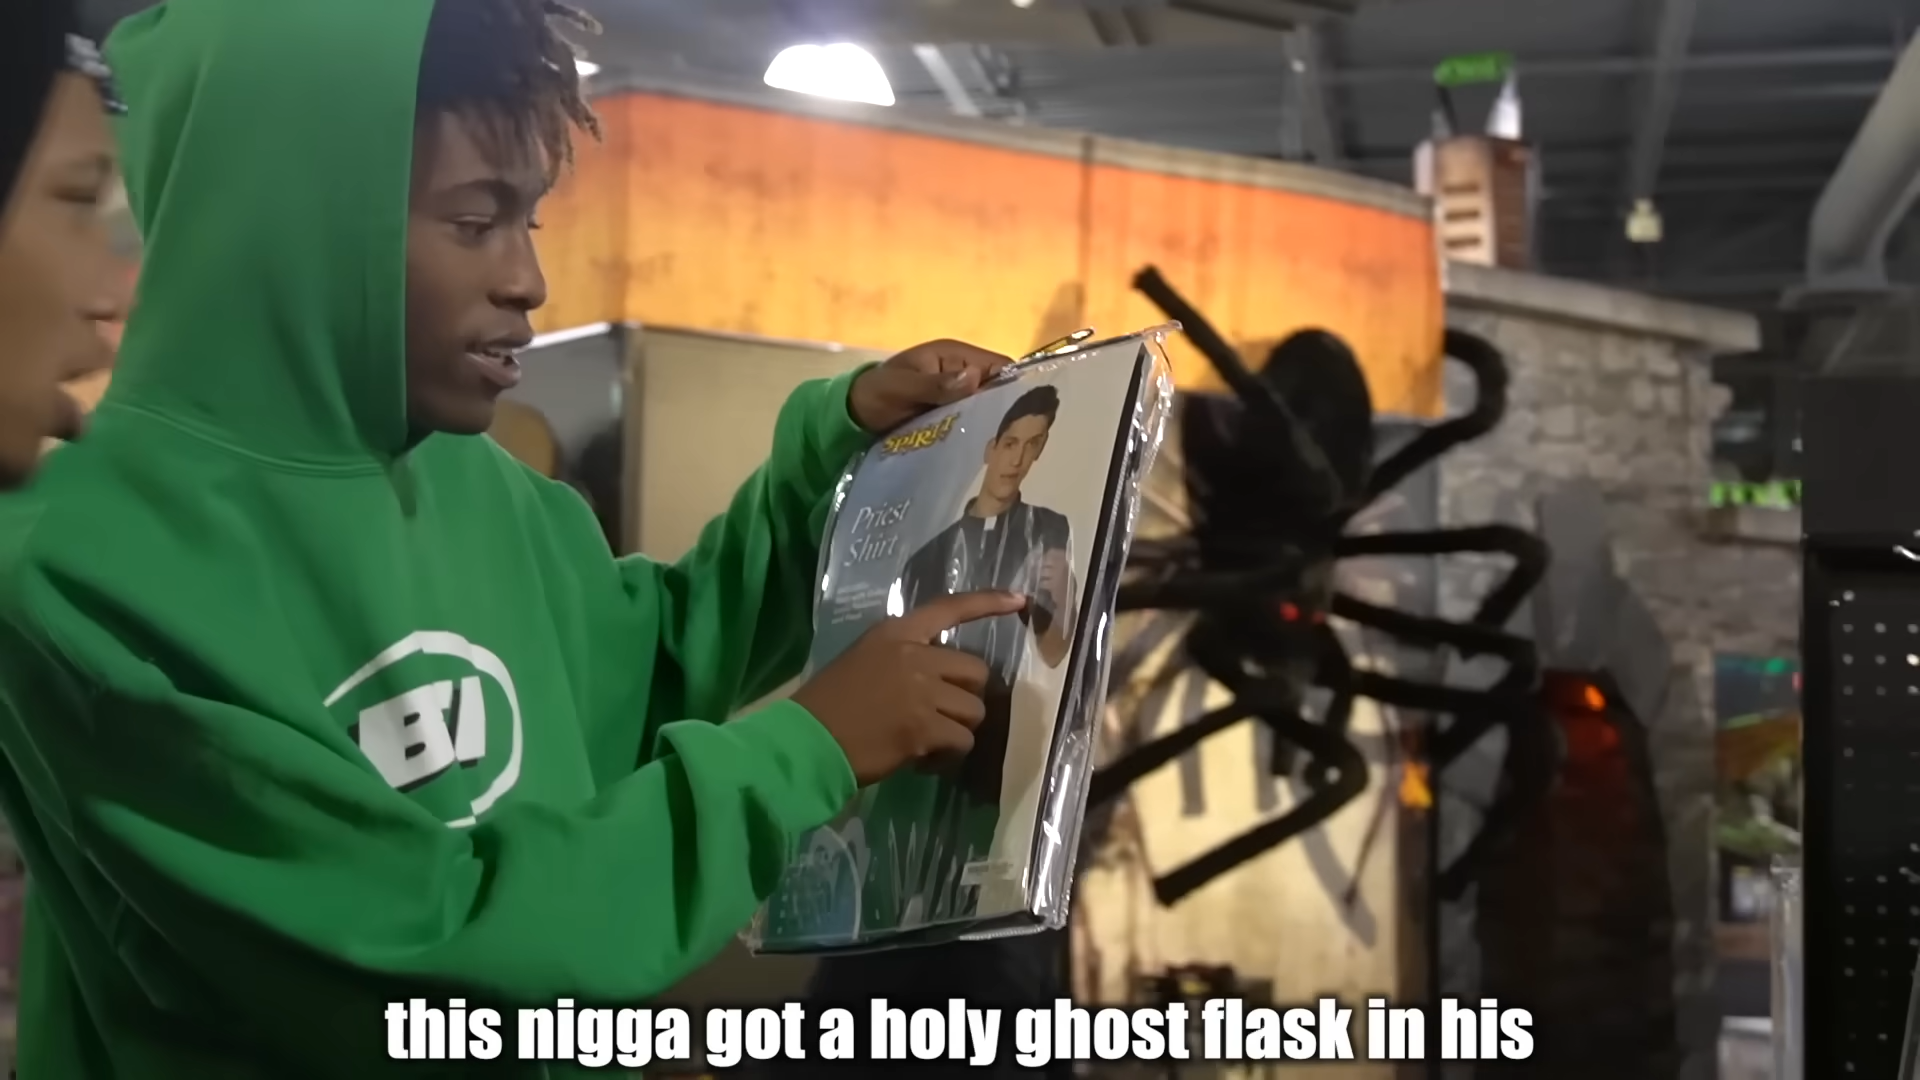 SPIRIT
Priest
Shirt
BI
this nigga got a holy ghost flask in his